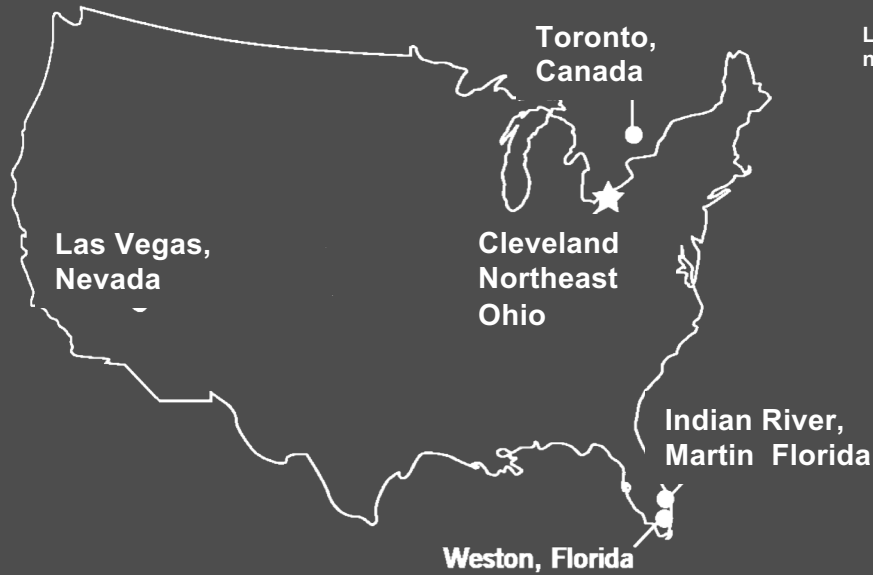 Toronto,
Canada
Las Vegas,
Nevada
Cleveland
Northeast
Ohio
Indian River,
Martin Florida
Weston, Florida